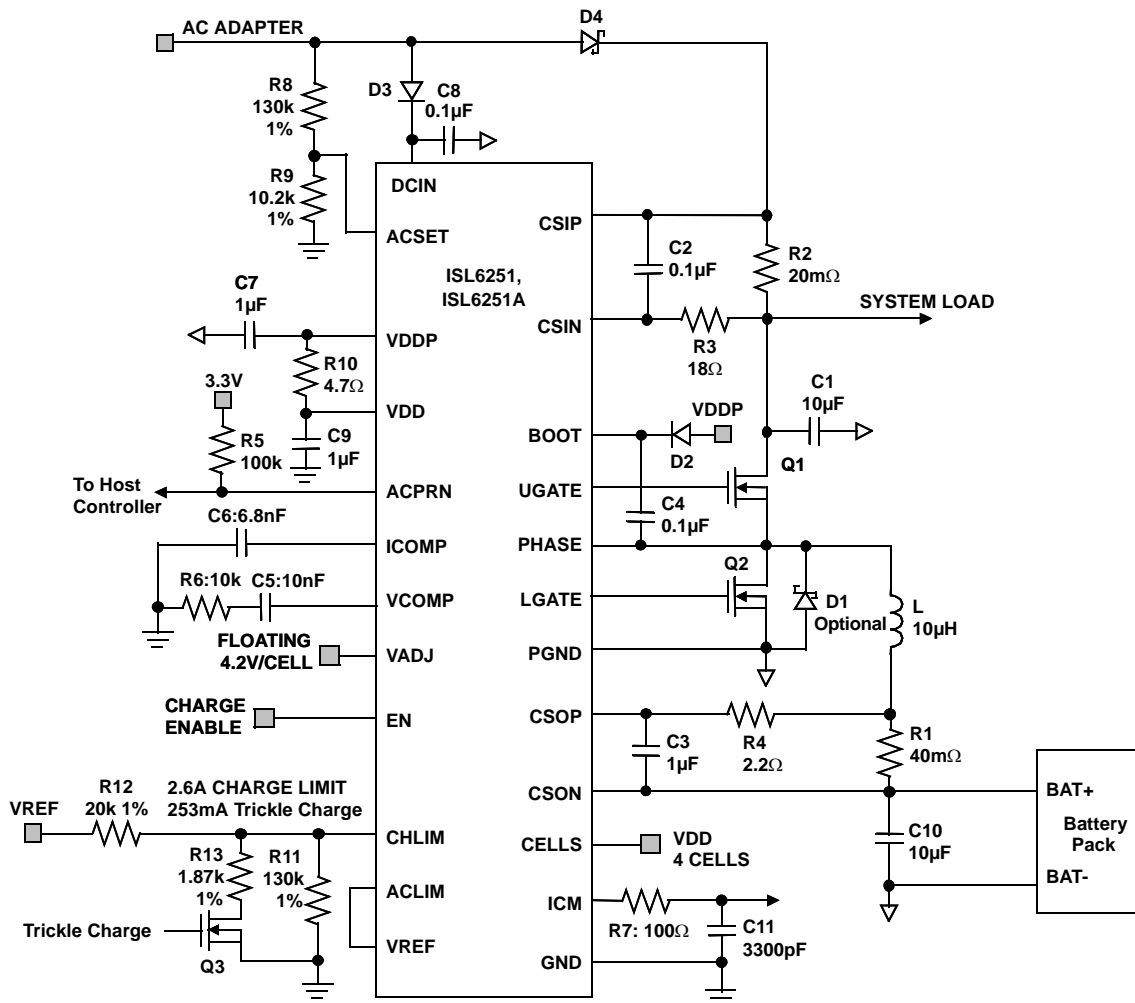 AC ADAPTER
D4
R8
130k
1%
D3
C8
0.1µF
R9
10.2k
1%
DCIN
ACSET
CSIP
C2
0.1µF
R2
20mΩ
ISL6251,
ISL6251A
C7
1µF
SYSTEM LOAD
CSIN
R3
18Ω
VDDP
R10
4.7Ω
3.3V
C1
10µF
VDD
VDDP
BOOT
D2
R5
100k
C9
1µF
Q1
To Host
Controller
ACPRN
UGATE
C4
0.1µF
C6:6.8nF
ICOMP
PHASE
Q2
R6:10k
C5:10nF
VCOMP
LGATE
D1
Optional
L
10µH
FLOATING
4.2V/CELL
VADJ
PGND
CHARGE
ENABLE
EN
CSOP
C3
1µF
R4
2.2Ω
R1
40mΩ
R12
20k 1%
2.6A CHARGE LIMIT
253mA Trickle Charge
CSON
BAT+
VREF
CHLIM
CELLS
VDD
4 CELLS
C10
10µF
Battery
Pack
R13
1.87k
1%
R11
130k
1%
BAT-
ACLIM
ICM
R7: 100Ω
C11
3300pF
Trickle Charge
Q3
VREF
GND